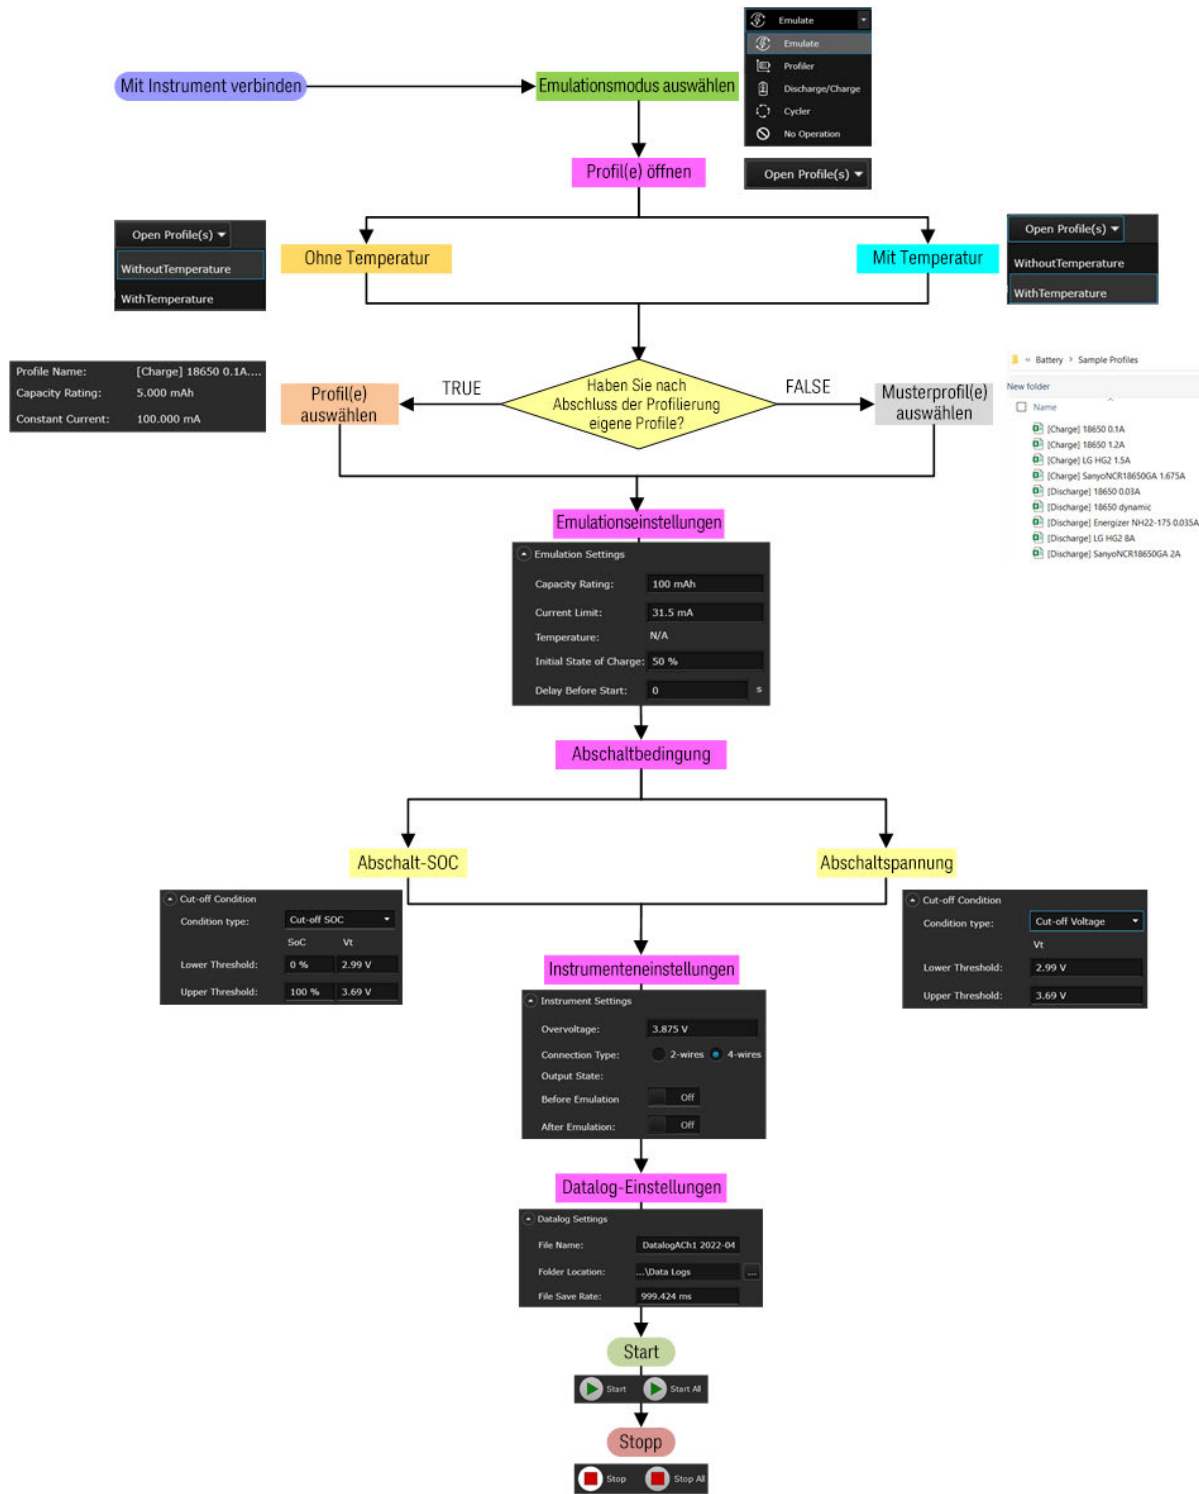 Emulate
Emulate
Profiler
Discharge/Charge
Cycler
No Operation
Mit Instrument verbinden
Emulationsmodus auswählen
Profil(e) öffnen
Open Profile(s)
Open Profile(s)
WithoutTemperature
WithTemperature
Ohne Temperatur
Mit Temperatur
Open Profile(s)
WithoutTemperature
WithTemperature
Profile Name: [Charge] 18650 0.1A....
Capacity Rating: 5.000 mAh
Constant Current: 100.000 mA
Profil(e)
auswählen
TRUE
Haben Sie nach
Abschluss der Profilierung
eigene Profile?
FALSE
Musterprofil(e)
auswählen
« Battery > Sample Profiles
New folder
Name
[Charge] 18650 0.1A
[Charge] 18650 1.2A
[Charge] LG HG2 1.5A
[Charge] SanyoNCR18650GA 1.675A
[Discharge] 18650 0.03A
[Discharge] 18650 dynamic
[Discharge] Energizer NH22-175 0.035A
[Discharge] LG HG2 8A
[Discharge] SanyoNCR18650GA 2A
Emulationseinstellungen
Emulation Settings
Capacity Rating: 100 mAh
Current Limit: 31.5 mA
Temperature: N/A
Initial State of Charge: 50 %
Delay Before Start: 0 s
Abschaltbedingung
Abschalt-SOC
Abschaltspannung
Cut-off Condition
Condition type: Cut-off SOC
SoC Vt
Lower Threshold: 0 % 2.99 V
Upper Threshold: 100 % 3.69 V
Cut-off Condition
Condition type: Cut-off Voltage
Vt
Lower Threshold: 2.99 V
Upper Threshold: 3.69 V
Instrumenteneinstellungen
Instrument Settings
Overvoltage: 3.875 V
Connection Type: 2-wires 4-wires
Output State:
Before Emulation Off
After Emulation: Off
Datalog-Einstellungen
Datalog Settings
File Name: DatalogACh1 2022-04
Folder Location: ...\Data Logs ...
File Save Rate: 999.424 ms
Start
Start Start All
Stopp
Stop Stop All